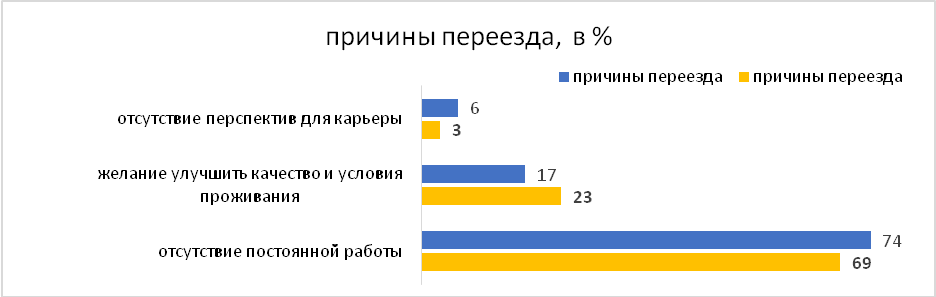 причины переезда, в %
причины переезда причины переезда
отсутствие перспектив для карьеры
6
3
желание улучшить качество и условия
проживания
17
23
отсутствие постоянной работы
74
69